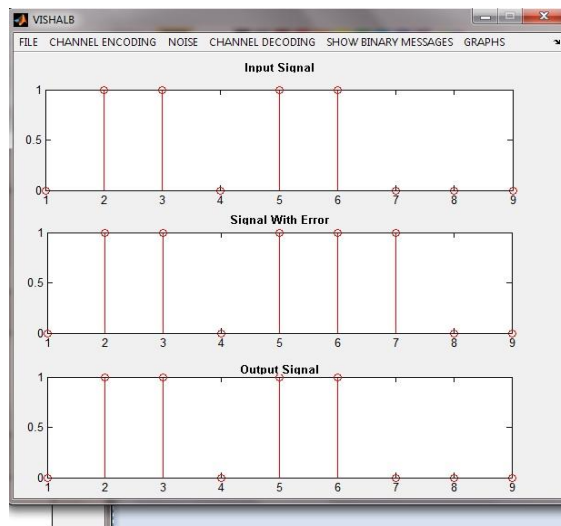 VISHALB
FILE CHANNEL ENCODING NOISE CHANNEL DECODING SHOW BINARY MESSAGES GRAPHS
Input Signal
1
0.5
0
1 2 3 4 5 6 7 8 9
Signal With Error
1
0.5
0
1 2 3 4 5 6 7 8 9
Output Signal
1
0.5
0
1 2 3 4 5 6 7 8 9